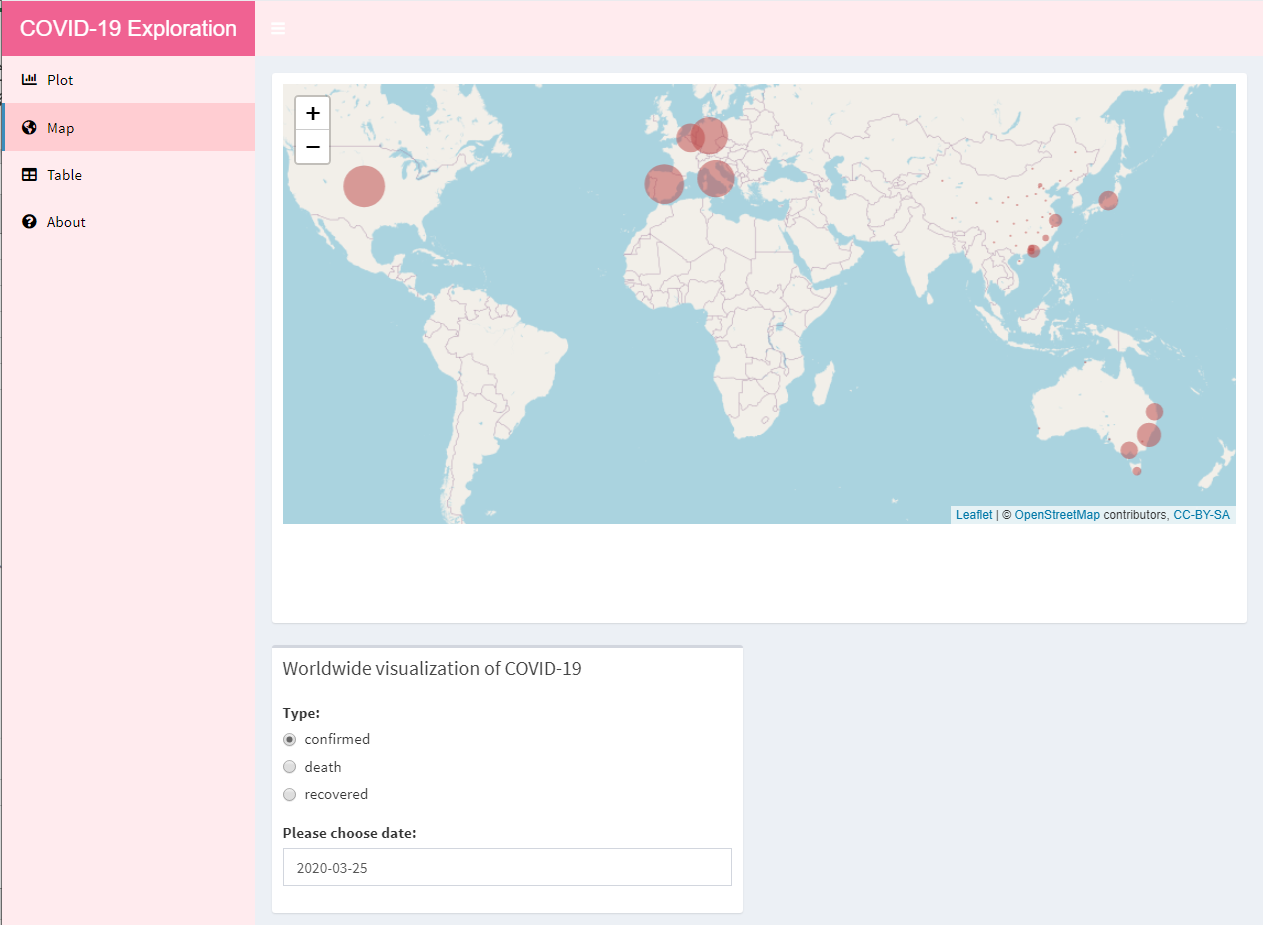 COVID-19 Exploration
Plot
Map
Table
About
+
−
Leaflet | © OpenStreetMap contributors, CC-BY-SA
Worldwide visualization of COVID-19
Type:
confirmed
death
recovered
Please choose date:
2020-03-25